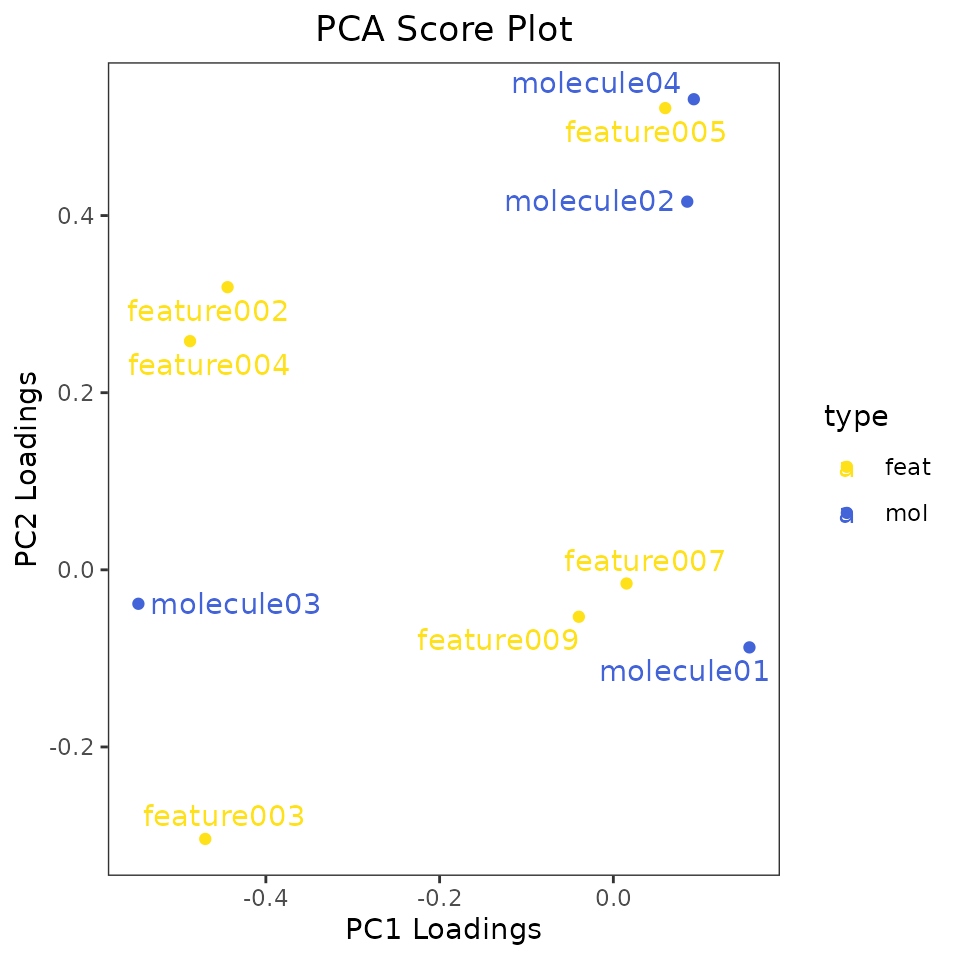 PCA Score Plot
molecule04
feature005
molecule02
0.4
feature002
feature004
0.2
PC2 Loadings
type
feat
mol
feature007
0.0
molecule03
feature009
molecule01
-0.2
feature003
-0.4
-0.2
0.0
PC1 Loadings